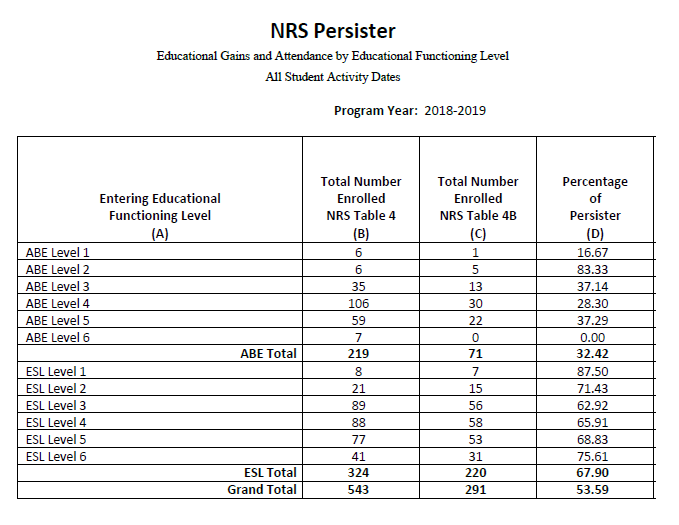 NRS Persister
Educational Gains and Attendance by Educational Functioning Level
All Student Activity Dates
Program Year: 2018-2019
Entering Educational Functioning Level (A) Total Number Enrolled NRS Table 4 (B) Total Number Enrolled NRS Table 4B (C) Percentage of Persister (D)
ABE Level 1 6 1 16.67
ABE Level 2 6 5 83.33
ABE Level 3 35 13 37.14
ABE Level 4 106 30 28.30
ABE Level 5 59 22 37.29
ABE Level 6 7 0 0.00
ABE Total 219 71 32.42
ESL Level 1 8 7 87.50
ESL Level 2 21 15 71.43
ESL Level 3 89 56 62.92
ESL Level 4 88 58 65.91
ESL Level 5 77 53 68.83
ESL Level 6 41 31 75.61
ESL Total 324 220 67.90
Grand Total 543 291 53.59